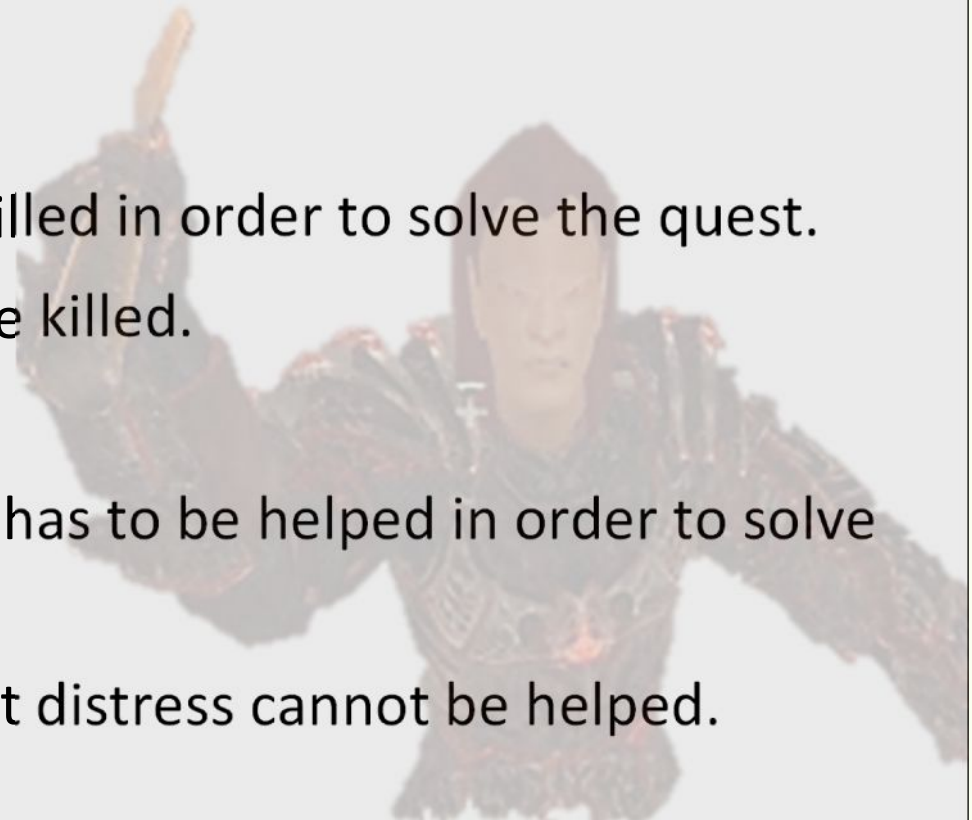 illed in order to solve the quest.
e killed.
has to be helped in order to solve
t distress cannot be helped.